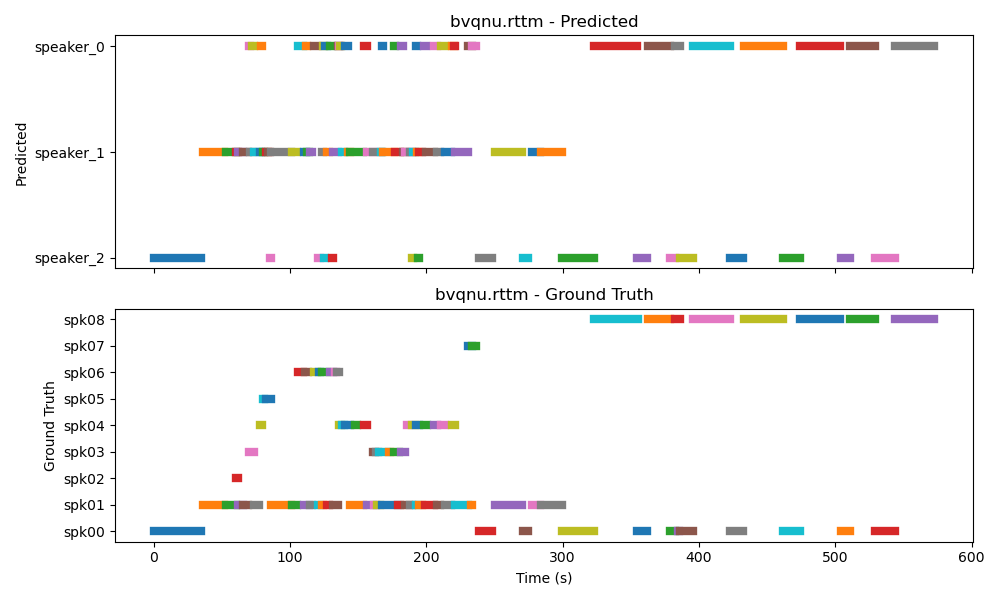 bvqnu.rttm - Predicted
Predicted
speaker_0
speaker_1
speaker_2
bvqnu.rttm - Ground Truth
Ground Truth
spk08
spk07
spk06
spk05
spk04
spk03
spk02
spk01
spk00
0 100 200 300 400 500 600
Time (s)